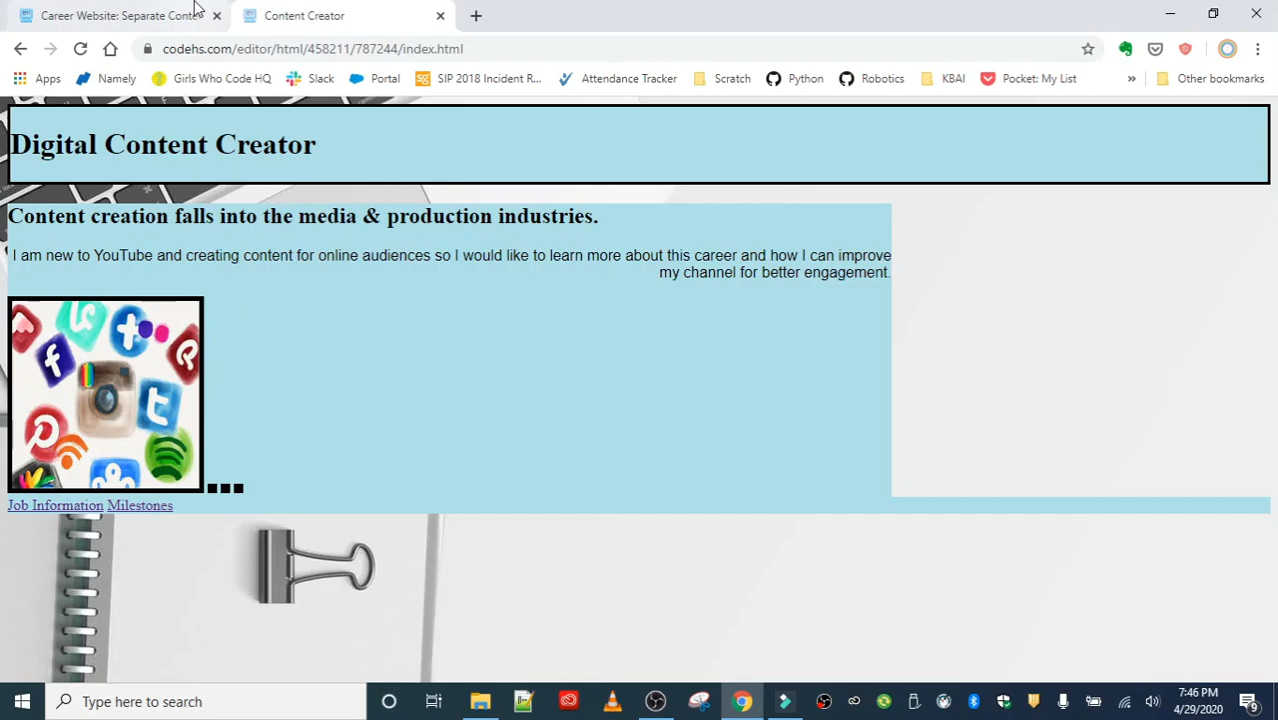 Career Website: Separate Conte
Content Creator
codehs.com/editor/html/458211/787244/index.html
Apps
Namely
Girls Who Code HQ
Slack
Portal
SIP 2018 Incident R...
Attendance Tracker
Scratch
Python
Robotics
KBAI
Pocket: My List
»
Other bookmarks
Digital Content Creator
Content creation falls into the media & production industries.
I am new to YouTube and creating content for online audiences so I would like to learn more about this career and how I can improve
my channel for better engagement.
Job Information Milestones
Type here to search
7:46 PM
4/29/2020
9